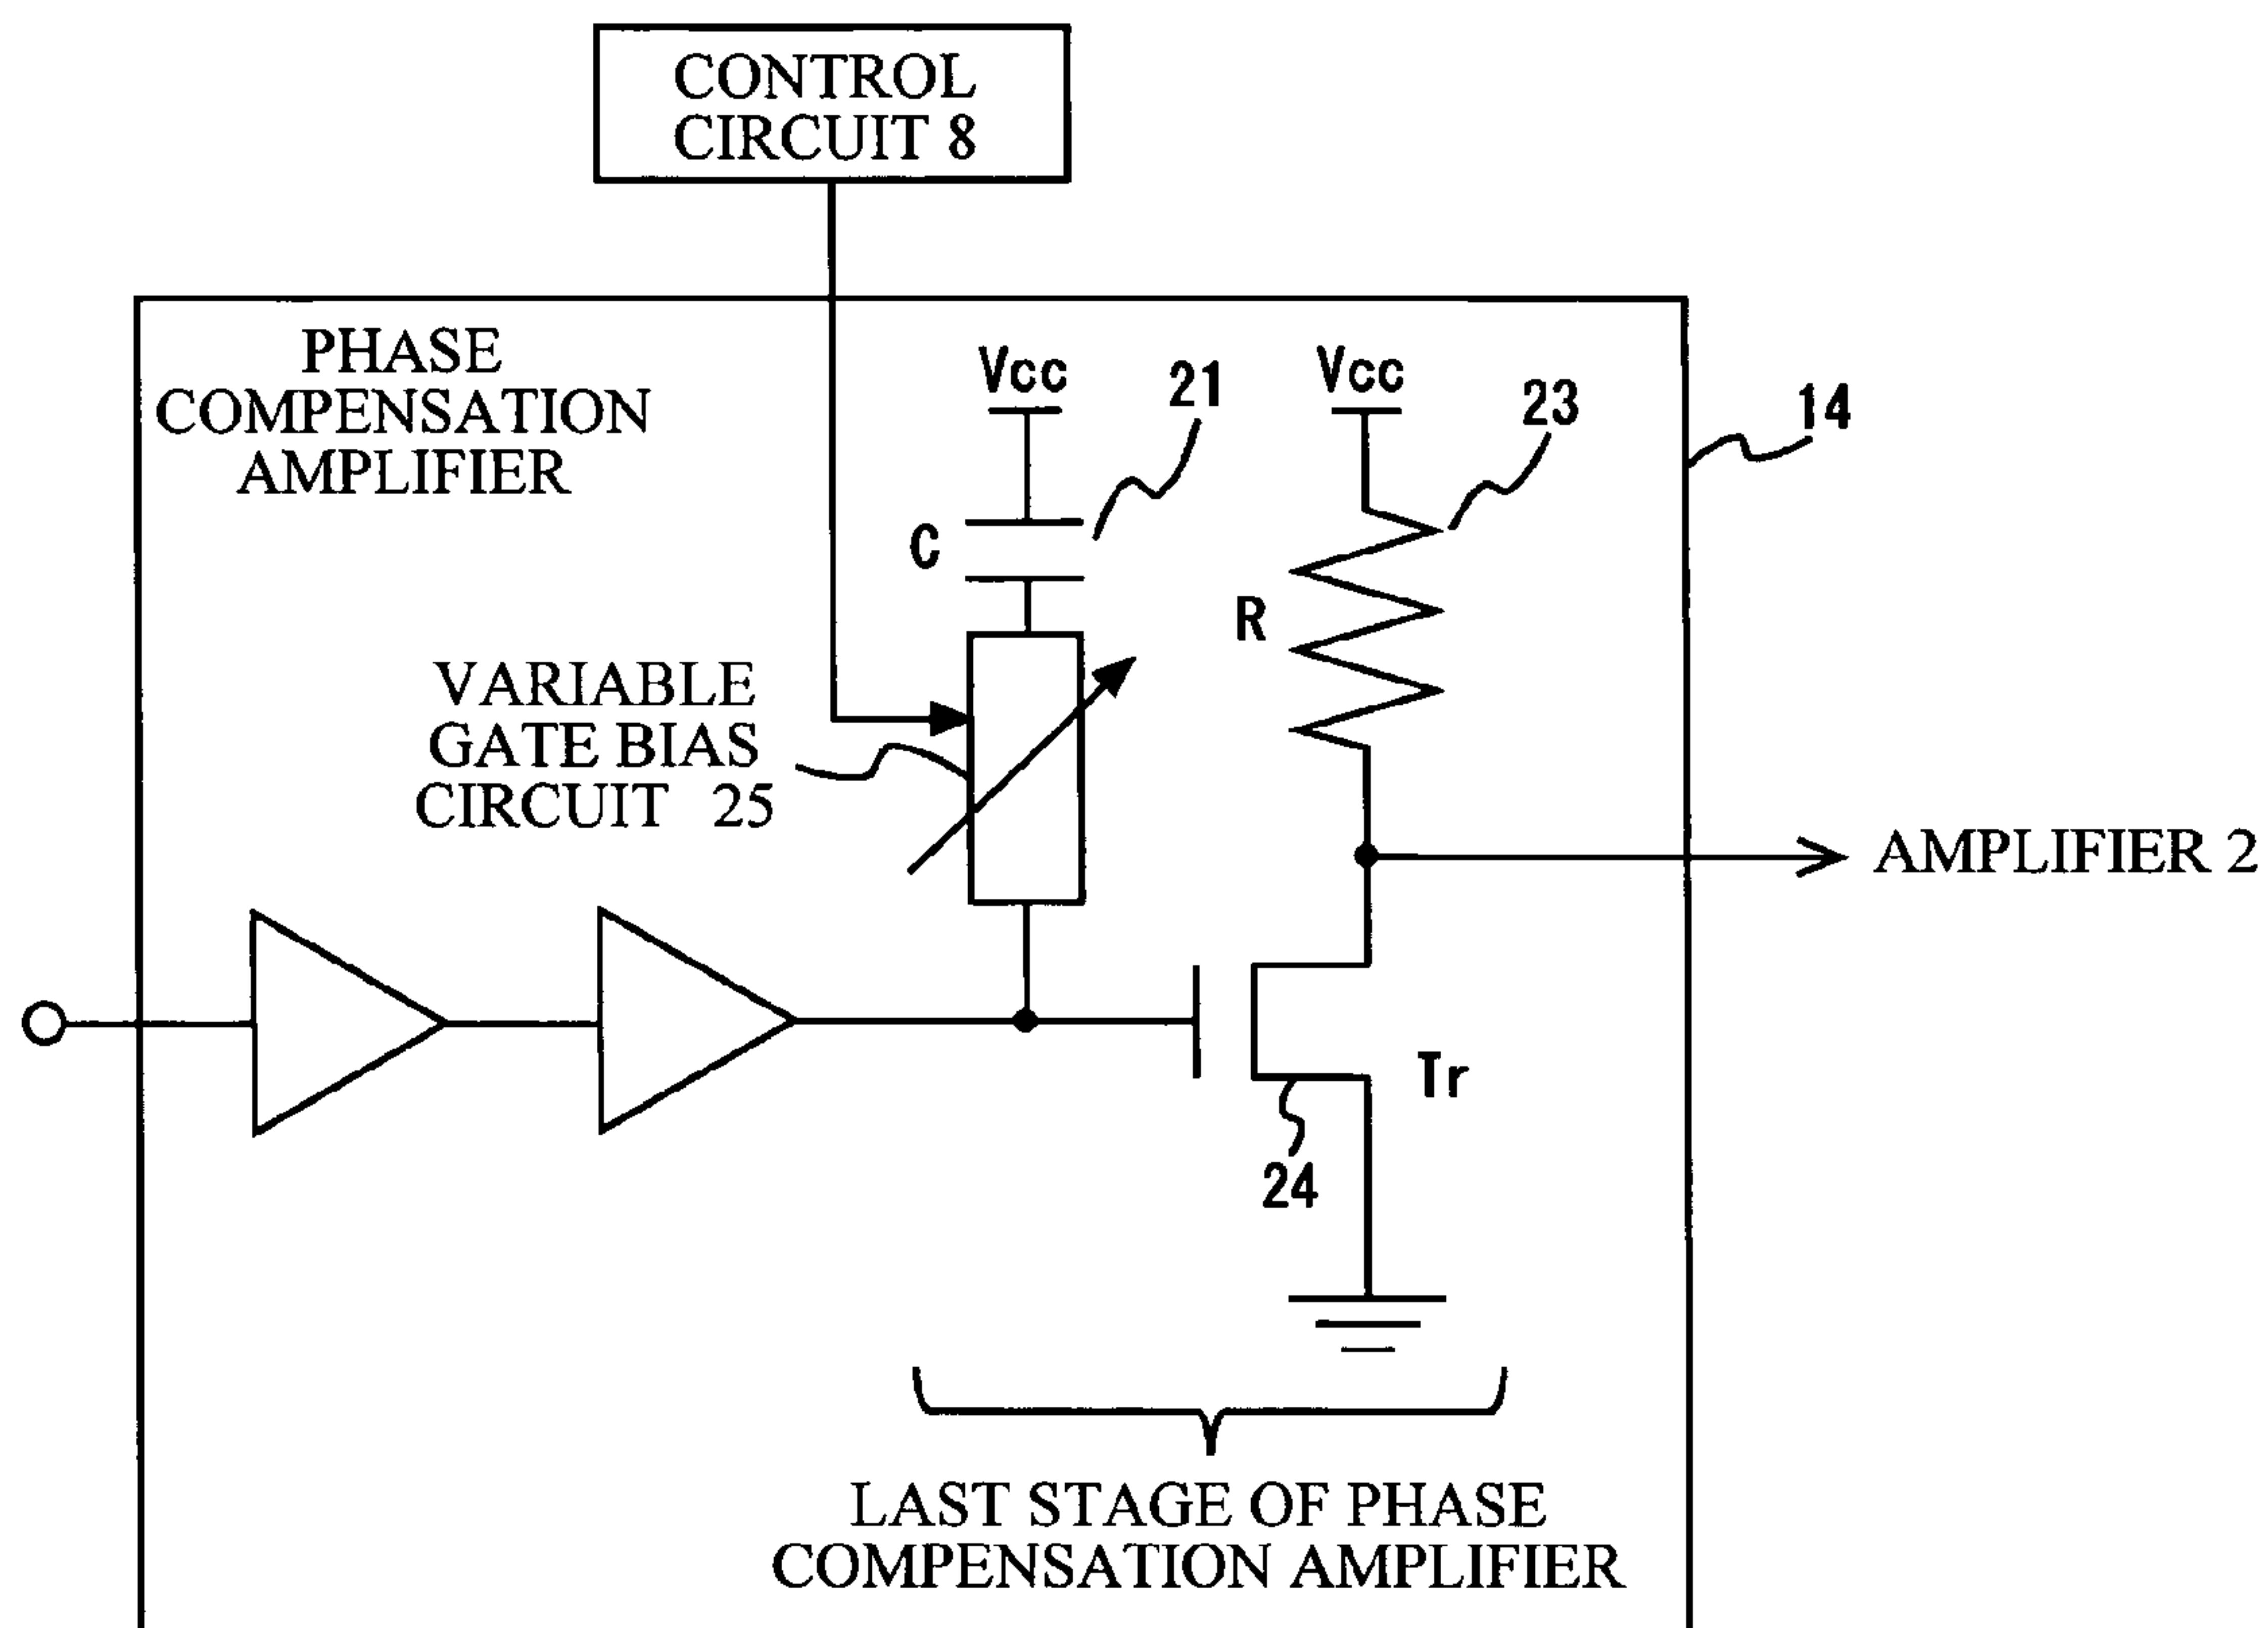 CONTROL
CIRCUIT 8
PHASE
COMPENSATION
AMPLIFIER
Vcc
21
Vcc
23
14
C
R
VARIABLE
GATE BIAS
CIRCUIT 25
AMPLIFIER 2
Tr
24
LAST STAGE OF PHASE
COMPENSATION AMPLIFIER